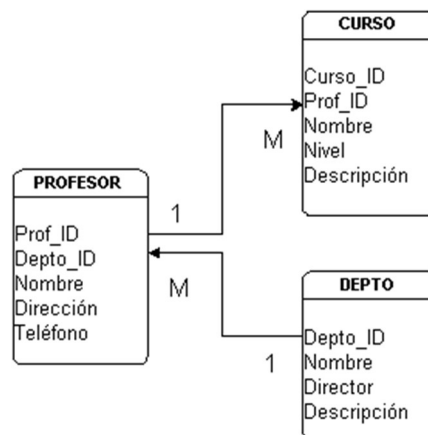 CURSO
Curso_ID
Prof_ID
Nombre
Nivel
Descripción
M
PROFESOR
Prof_ID
Depto_ID
Nombre
Dirección
Teléfono
1
M
DEPTO
Depto_ID
Nombre
Director
Descripción
1